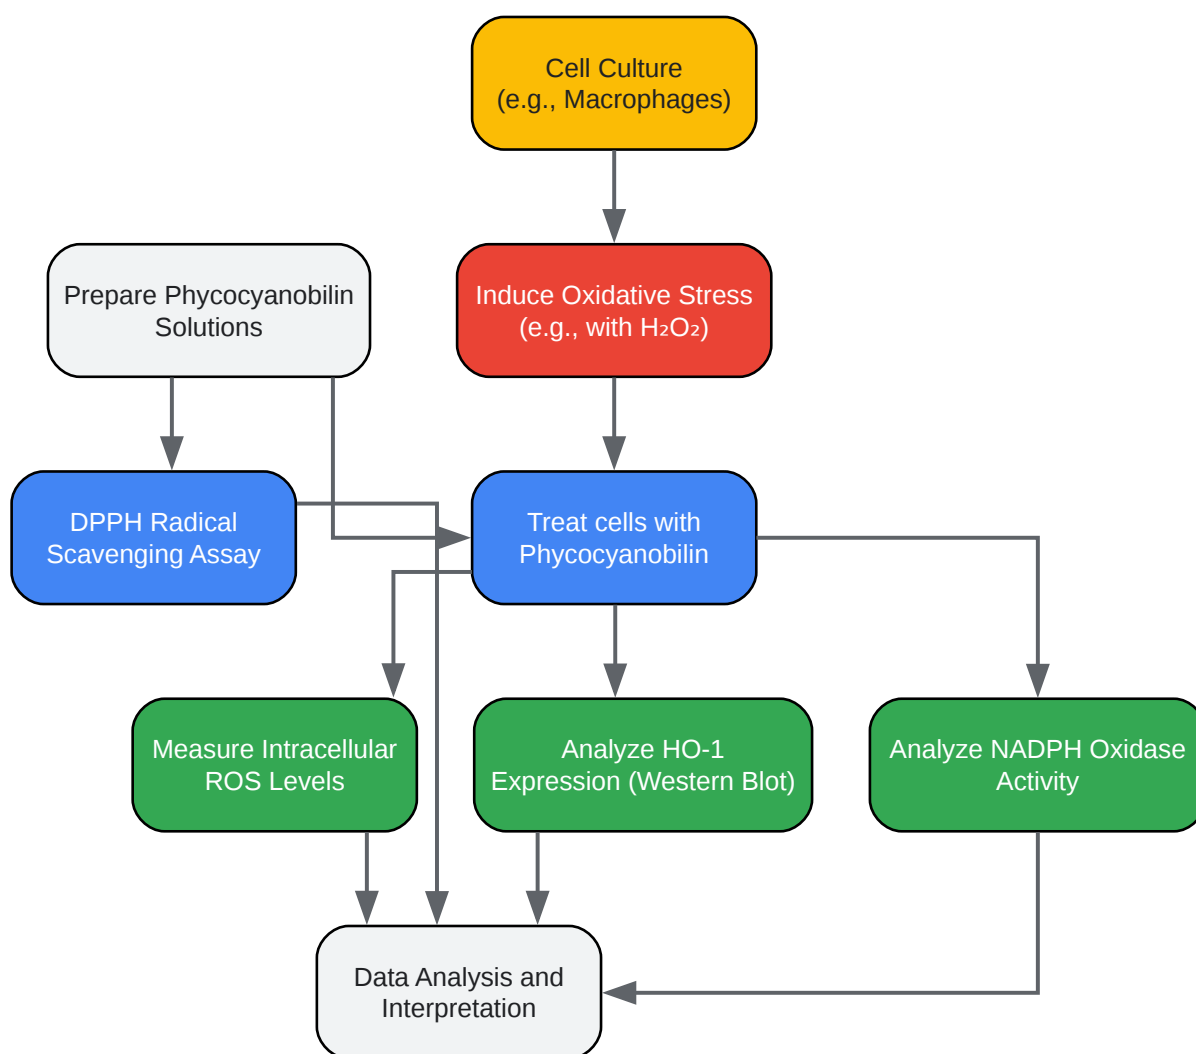 Cell Culture
(e.g., Macrophages)
Prepare Phycocyanobilin
Solutions
Induce Oxidative Stress
(e.g., with H₂O₂)
DPPH Radical
Scavenging Assay
Treat cells with
Phycocyanobilin
Measure Intracellular
ROS Levels
Analyze HO-1
Expression (Western Blot)
Analyze NADPH Oxidase
Activity
Data Analysis and
Interpretation